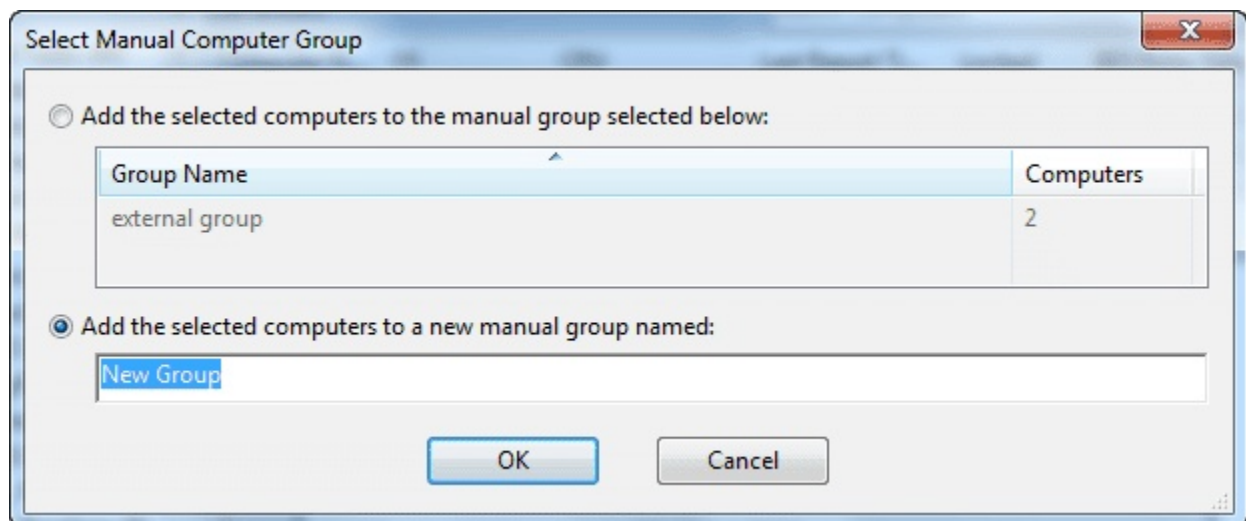 Select Manual Computer Group
Add the selected computers to the manual group selected below:
Group Name Computers
external group 2
Add the selected computers to a new manual group named:
New Group
OK Cancel